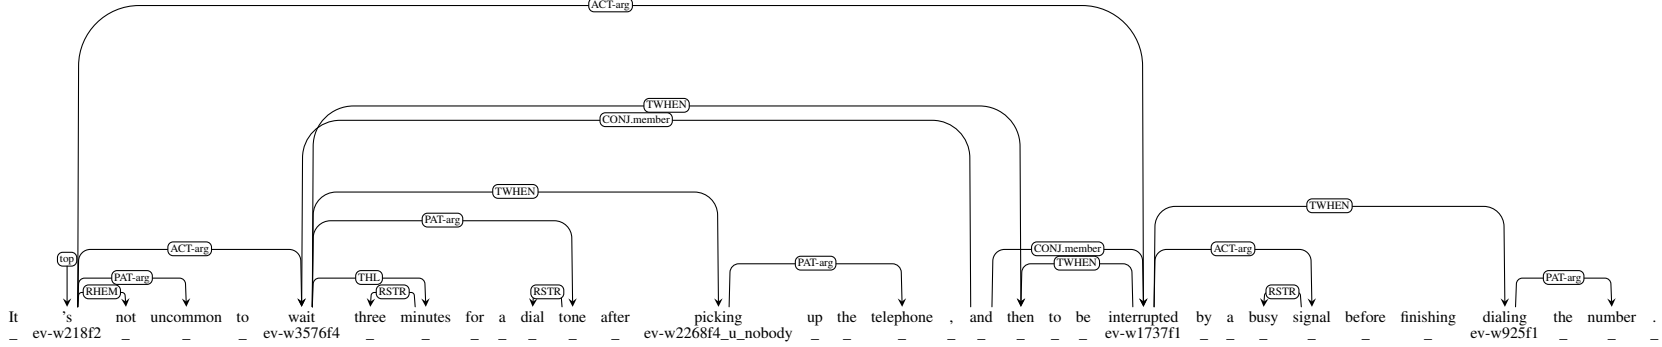 ACT-arg
TWHEN
CONJ.member
TWHEN
TWHEN
PAT-arg
ACT-arg CONJ.member ACT-arg
top PAT-arg TWHEN
PAT-arg THL PAT-arg
RHEM RSTR RSTR RSTR
It 's not uncommon to wait three minutes for a dial tone after picking up the telephone , and then to be interrupted by a busy signal before finishing dialing the number .
_ ev-w218f2 _ _ _ ev-w3576f4 _ _ _ _ _ _ _ ev-w2268f4_u_nobody _ _ _ _ _ _ _ _ ev-w1737f1 _ _ _ _ _ _ ev-w925f1 _ _ _